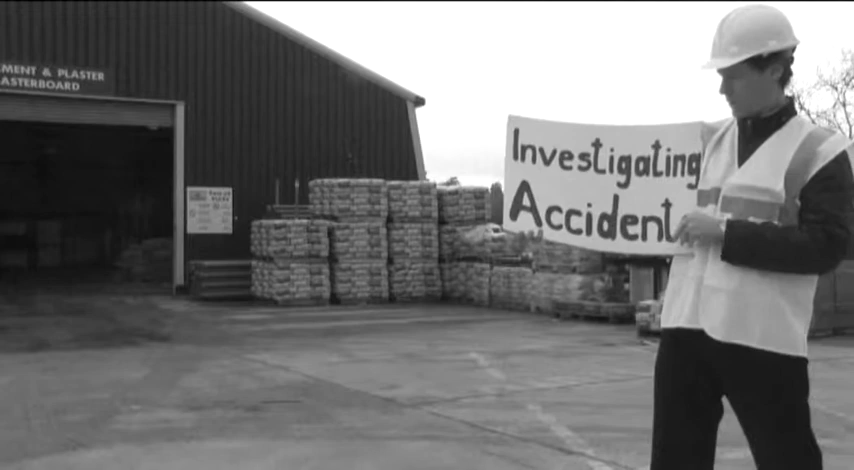 MENT & PLASTER
ASTERBOARD
Investigating
Accident